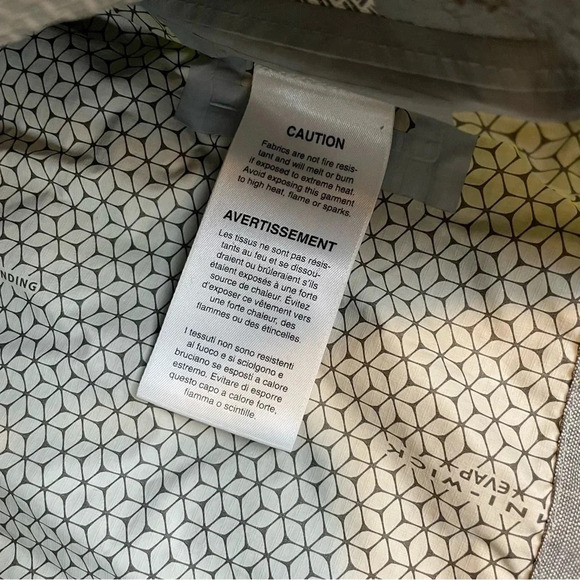 CAUTION
Fabrics are not fire resis-
tant and will melt or burn
if exposed to extreme heat.
Avoid exposing this garment
to high heat, flame or sparks.
AVERTISSEMENT
Les tissus ne sont pas résis-
tants au feu et se dissou-
draient ou brûleraient s'ils
étaient exposés à une forte
source de chaleur. Évitez
d'exposer ce vêtement vers
une forte chaleur, des
flammes ou des étincelles.
I tessuti non sono resistenti
al fuoco e si sciolgono e
bruciano se esposti a calore
estremo. Evitare di esporre
questo capo à calore forte,
fiamma o scintille.
NDING
NI-WICK
XEVAP